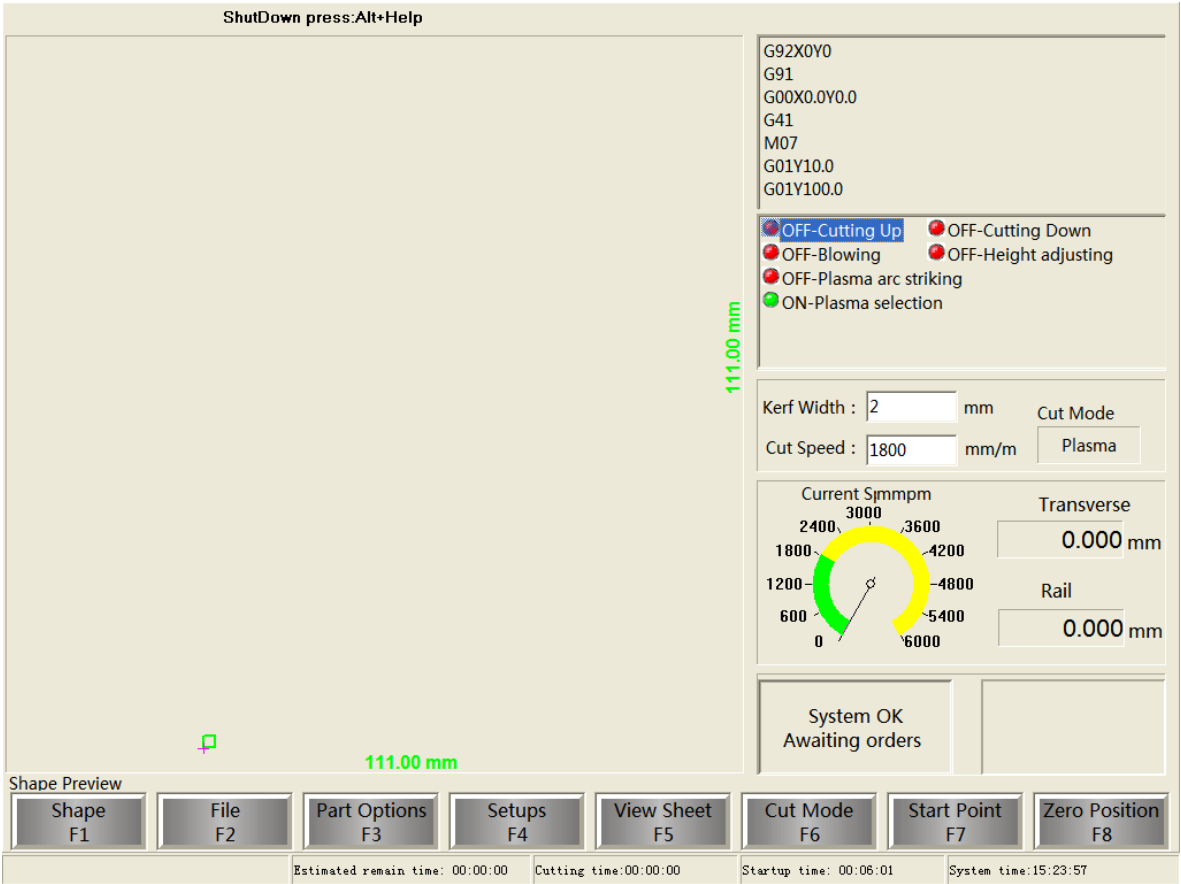 ShutDown press:Alt+Help
G92X0Y0
G91
G00X0.0Y0.0
G41
M07
G01Y10.0
G01Y100.0
OFF-Cutting Up OFF-Cutting Down
OFF-Blowing OFF-Height adjusting
OFF-Plasma arc striking
ON-Plasma selection
111.00 mm
Kerf Width : 2 mm
Cut Mode
Cut Speed : 1800 mm/m Plasma
Current Smmpm
Transverse
0.000 mm
Rail
0.000 mm
0
600
1200
1800
2400
3000
3600
4200
4800
5400
6000
System OK
Awaiting orders
111.00 mm
Shape Preview
Shape F1
File F2
Part Options F3
Setups F4
View Sheet F5
Cut Mode F6
Start Point F7
Zero Position F8
Estimated remain time: 00:00:00 Cutting time:00:00:00 Startup time: 00:06:01 System time:15:23:57